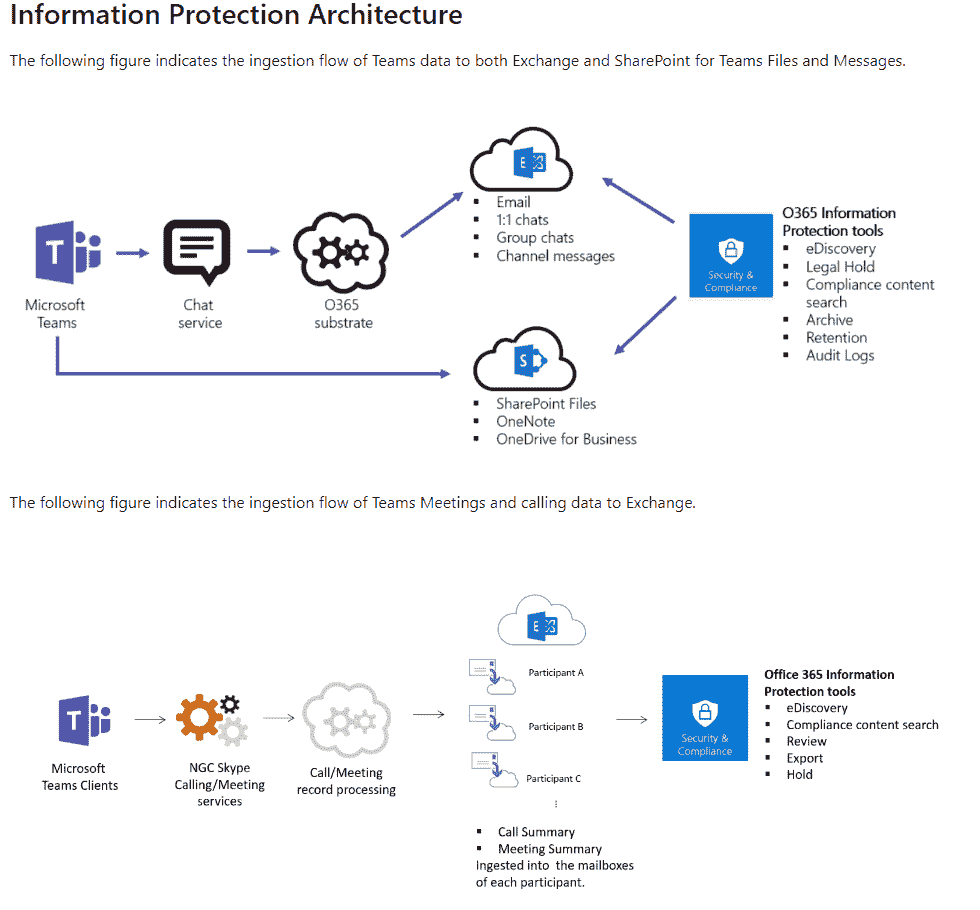 Information Protection Architecture
The following figure indicates the ingestion flow of Teams data to both Exchange and SharePoint for Teams Files and Messages.
E
Email
1:1 chats
Group chats
Channel messages
T
Microsoft
Teams
Chat
service
O365
substrate
Security &
Compliance
O365 Information
Protection tools
eDiscovery
Legal Hold
Compliance content
search
Archive
Retention
Audit Logs
S
SharePoint Files
OneNote
OneDrive for Business
The following figure indicates the ingestion flow of Teams Meetings and calling data to Exchange.
E
T
Microsoft
Teams Clients
NGC Skype
Calling/Meeting
services
Call/Meeting
record processing
Participant A
Participant B
Participant C
Call Summary
Meeting Summary
Ingested into the mailboxes
of each participant.
Security &
Compliance
Office 365 Information
Protection tools
eDiscovery
Compliance content search
Review
Export
Hold